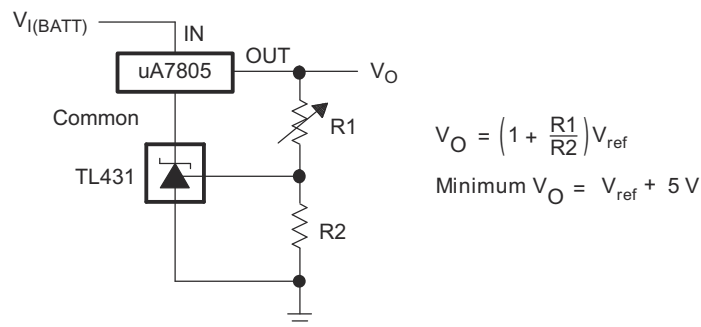 V_I(BATT)
IN
uA7805
OUT
V_O
Common
R1
TL431
R2
V_O = (1 + R1/R2) V_ref
Minimum V_O = V_ref + 5 V